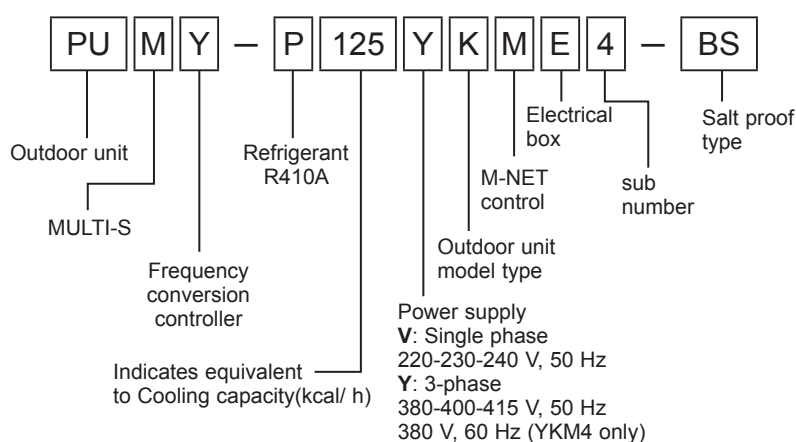 PU M Y – P 125 Y K M E 4 – BS
Outdoor unit
MULTI-S
Frequency
conversion
controller
Refrigerant
R410A
Indicates equivalent
to Cooling capacity(kcal/ h)
Power supply
V: Single phase
220-230-240 V, 50 Hz
Y: 3-phase
380-400-415 V, 50 Hz
380 V, 60 Hz (YKM4 only)
Outdoor unit
model type
M-NET
control
Electrical
box
sub
number
Salt proof
type